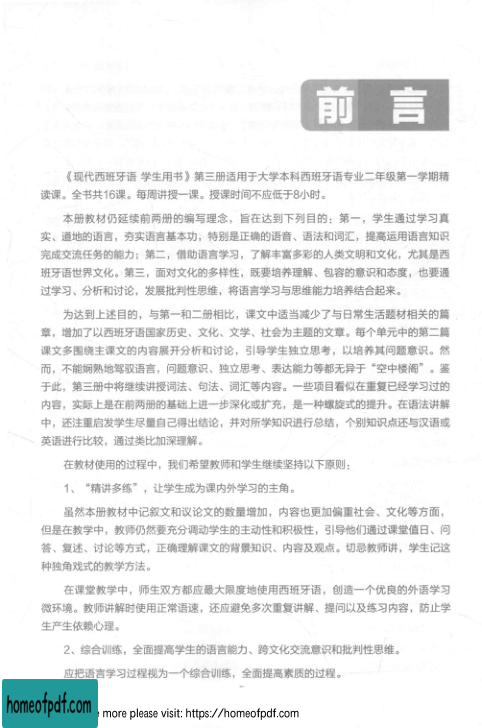 前 言
《现代西班牙语 学生用书》第三册适用于大学本科西班牙语专业二年级第一学期精
读课。全书共16课。每周讲授一课。授课时间不应低于8小时。
本册教材仍延续前两册的编写理念，旨在达到下列目的：第一，学生通过学习真
实、道地的语言，夯实语言基本功，特别是正确的语音、语法和词汇，提高运用语言知识
完成交流任务的能力；第二，借助语言学习，了解丰富多彩的人类文明和文化，尤其是西
班牙语世界文化。第三，面对文化的多样性，既要培养理解、包容的意识和态度，也要通
过学习、分析和讨论，发展批判性思维，将语言学习与思维能力培养结合起来。
为达到上述目的，与第一和二册相比，课文中适当减少了与日常生活题材相关的篇
章，增加了以西班牙语国家历史、文化、文学、社会为主题的文章。每个单元中的第二篇
课文多围绕主课文的内容展开分析和讨论，引导学生独立思考，以培养其问题意识。然
而，不能娴熟地驾驭语言，问题意识、独立思考、表达能力等都无异于“空中楼阁”。鉴
于此，第三册中将继续讲授词法、句法、词汇等内容。一些项目看似在重复已经学习过的
内容，实际上是在前两册的基础上进一步深化或扩充，是一种螺旋式的提升。在语法讲解
中，还注重启发学生尽量自己得出结论，并对所学知识进行总结，个别知识点还与汉语或
英语进行比较，通过类比加深理解。
在教材使用的过程中，我们希望教师和学生继续坚持以下原则：
1、“精讲多练”，让学生成为课内外学习的主角。
虽然本册教材中记叙文和议论文的数量增加，内容也更加偏重社会、文化等方面，
但是在教学中，教师仍然要充分调动学生的主动性和积极性，引导他们通过课堂值日、问
答、复述、讨论等方式，正确理解课文的背景知识、内容及观点。切忌教师讲，学生记这
种独角戏式的教学方法。
在课堂教学中，师生双方都应最大限度地使用西班牙语，创造一个优良的外语学习
微环境。教师讲解时使用正常语速，还应避免多次重复讲解、提问以及练习内容，防止学
生产生依赖心理。
2、综合训练，全面提高学生的语言能力、跨文化交流意识和批判性思维。
应把语言学习过程视为一个综合训练，全面提高素质的过程。
homeofpdf.com
e more please visit: https://homeofpdf.com